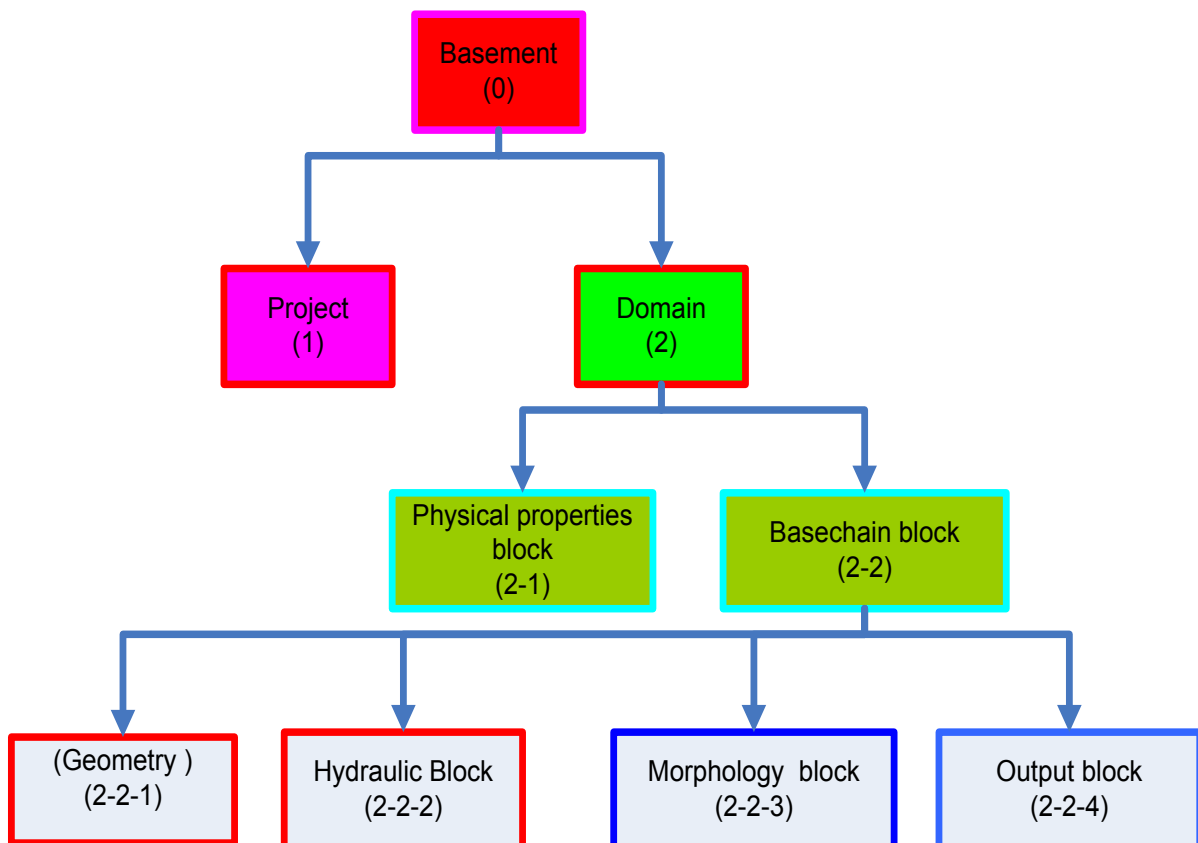 Basement
(0)
Project
(1)
Domain
(2)
Physical properties
block
(2-1)
Basechain block
(2-2)
(Geometry )
(2-2-1)
Hydraulic Block
(2-2-2)
Morphology  block
(2-2-3)
Output block
(2-2-4)